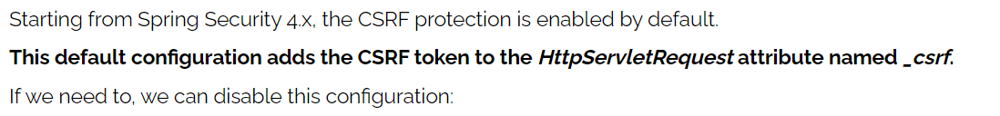 Starting from Spring Security 4.x, the CSRF protection is enabled by default.
This default configuration adds the CSRF token to the HttpServletRequest attribute named _csrf.
If we need to, we can disable this configuration: